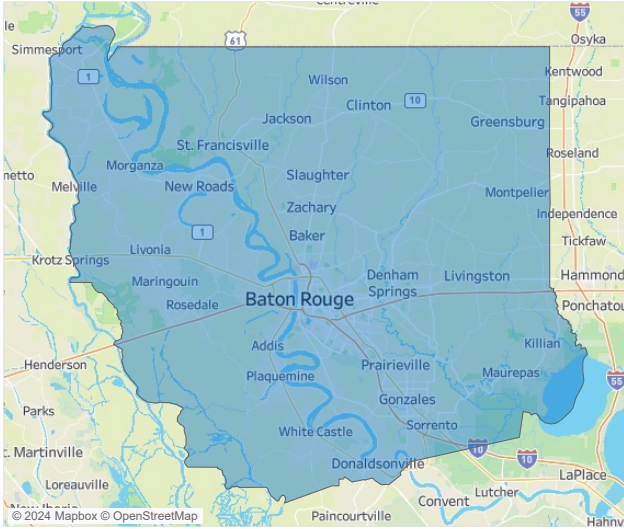 Centreville
55
61
Osyka
Simmesport
Kentwood
1
Wilson
Clinton
10
Tangipahoa
Jackson
Greensburg
St. Francisville
Roseland
Morganza
Slaughter
Melville
New Roads
Montpelier
Zachary
Independence
1
Baker
Tickfaw
Livonia
Krotz Springs
Denham
Springs
Livingston
Hammond
Maringouin
Baton Rouge
Rosedale
Ponchatou
Addis
Killian
Henderson
Prairieville
Maurepas
Plaquemine
55
Gonzales
Parks
Sorrento
White Castle
10
10
t. Martinville
Donaldsonville
LaPlace
Loreauville
Lutcher
Convent
© 2024 Mapbox © OpenStreetMap
Paincourtville
Hahnv